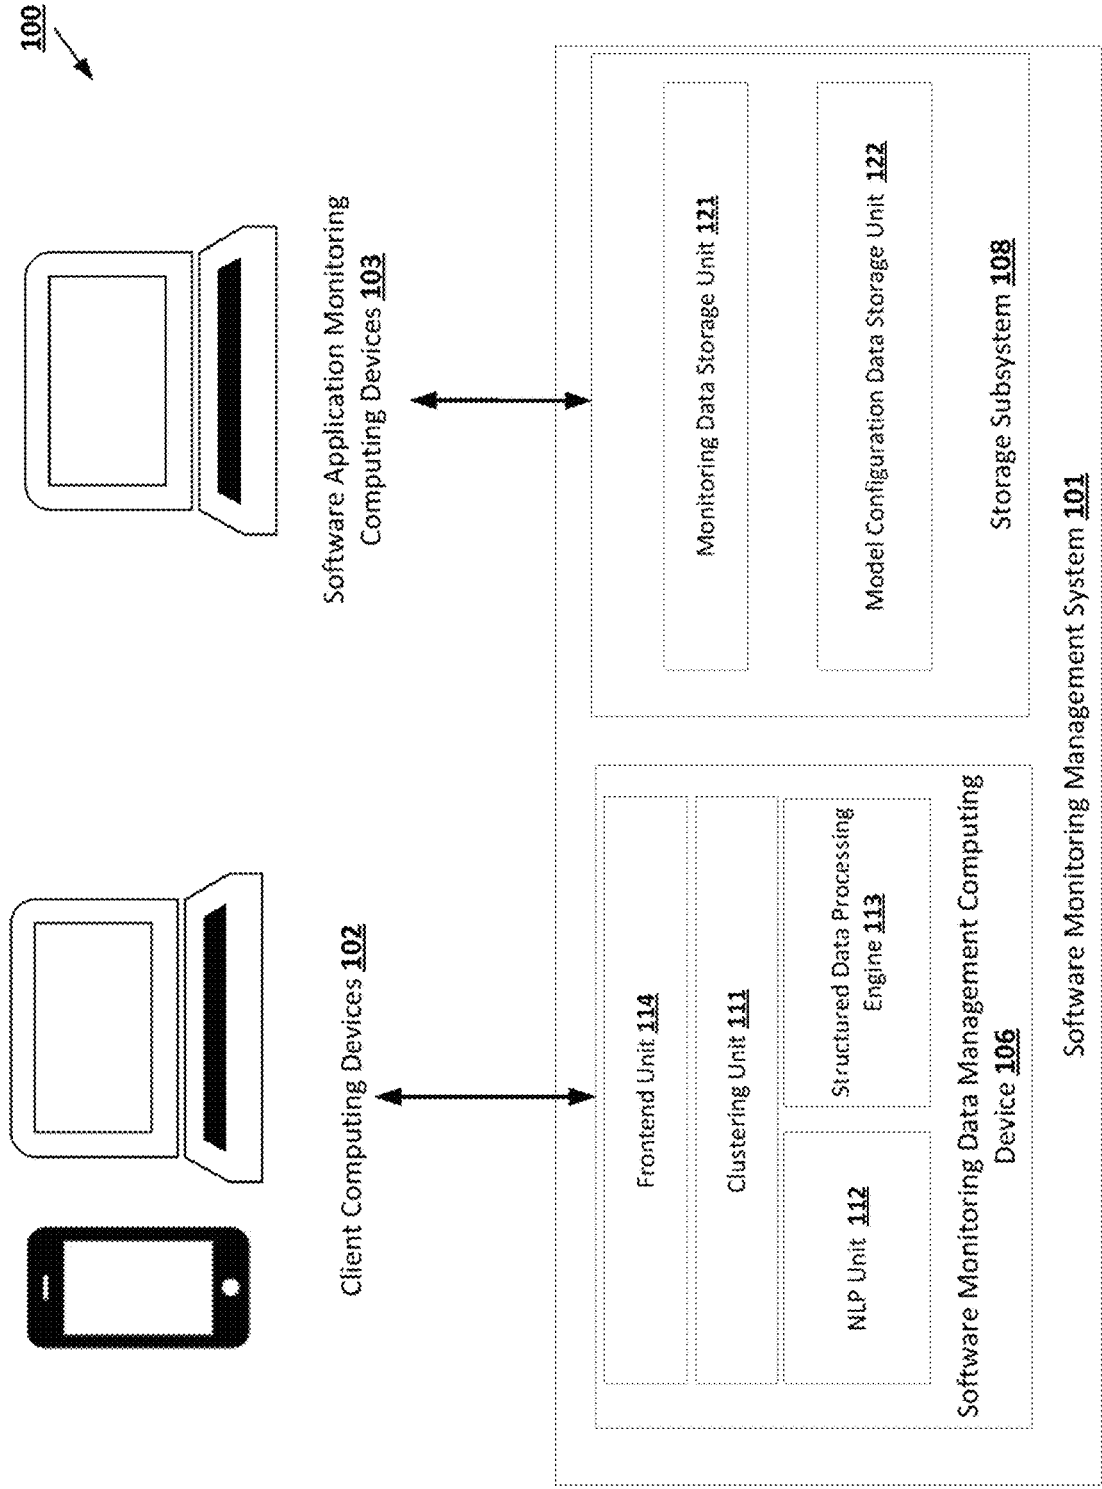 100
Client Computing Devices 102
Software Application Monitoring
Computing Devices 103
Frontend Unit 114
Clustering Unit 111
NLP Unit 112
Structured Data Processing
Engine 113
Software Monitoring Data Management Computing
Device 106
Monitoring Data Storage Unit 121
Model Configuration Data Storage Unit 122
Storage Subsystem 108
Software Monitoring Management System 101